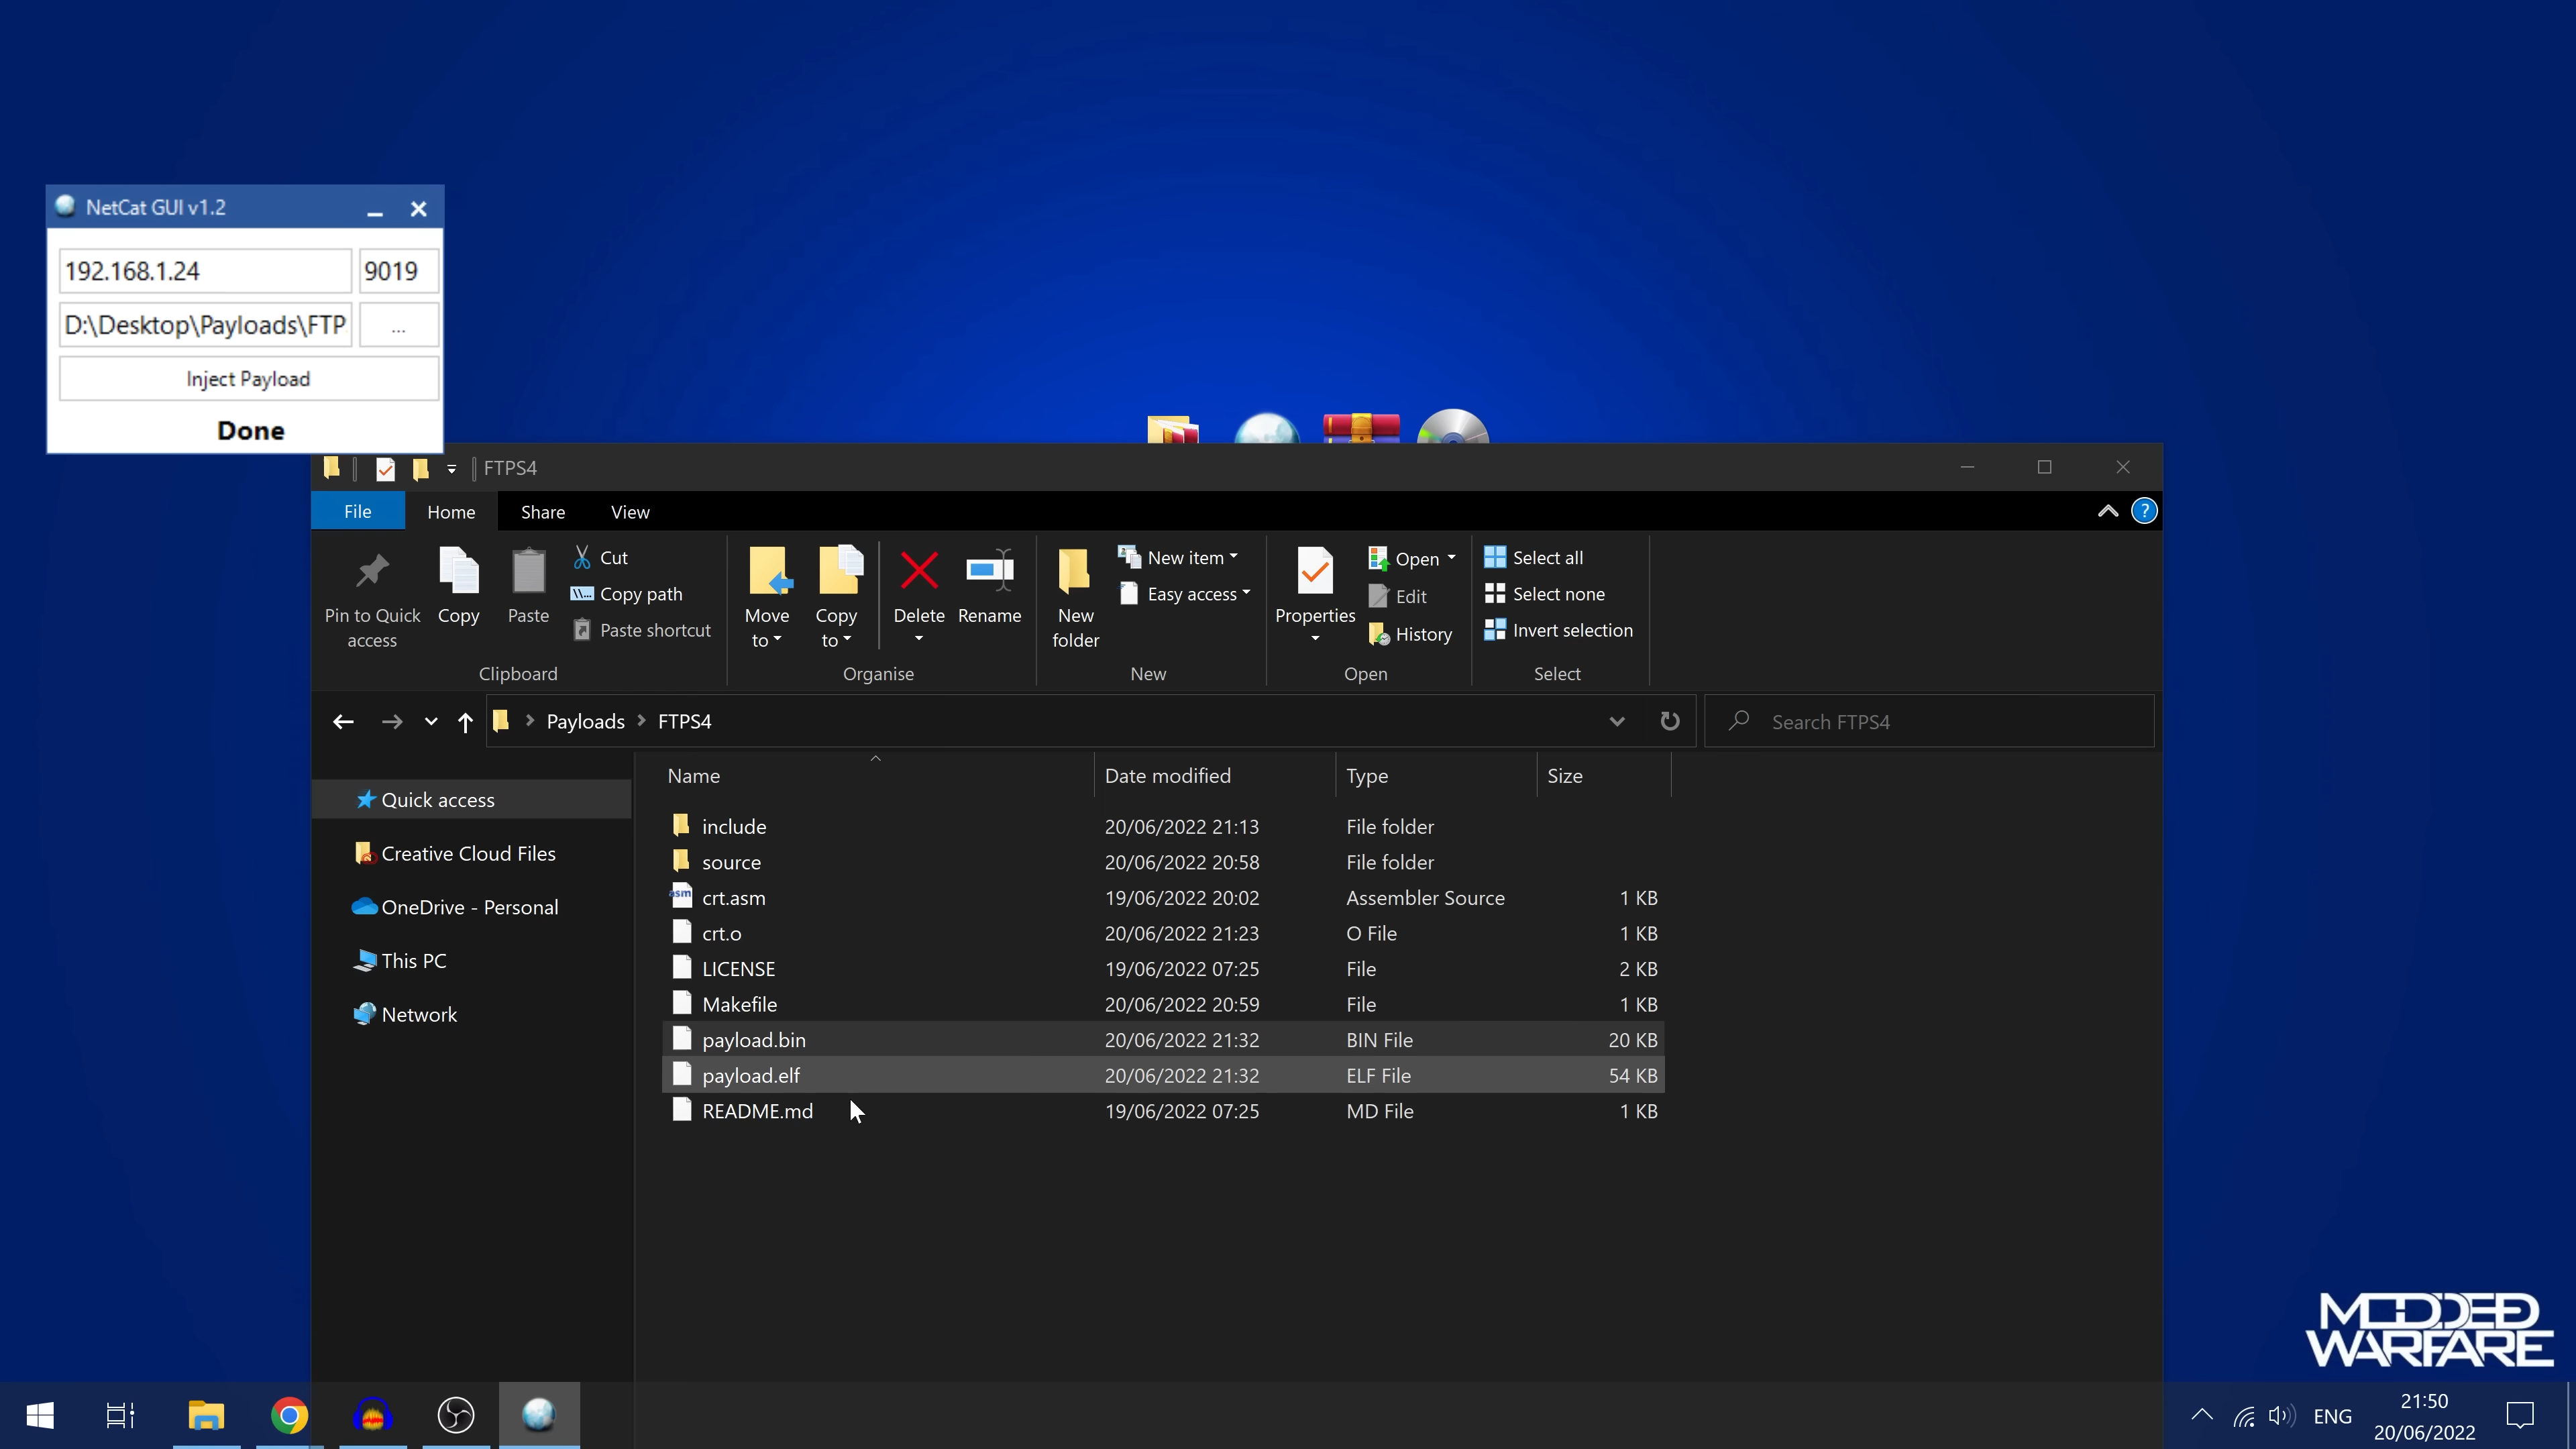 NetCat GUI v1.2
192.168.1.24 9019
D:\Desktop\Payloads\FTP ...
Inject Payload
Done
FTPS4
File Home Share View
Pin to Quick access
Copy
Paste
Cut
Copy path
Paste shortcut
Clipboard
Move to
Copy to
Delete
Rename
Organise
New folder
New item
Easy access
New
Properties
Open
Edit
History
Open
Select all
Select none
Invert selection
Select
Payloads FTPS4
Search FTPS4
Quick access
Creative Cloud Files
OneDrive - Personal
This PC
Network
Name Date modified Type Size
include 20/06/2022 21:13 File folder
source 20/06/2022 20:58 File folder
asm crt.asm 19/06/2022 20:02 Assembler Source 1 KB
crt.o 20/06/2022 21:23 O File 1 KB
LICENSE 19/06/2022 07:25 File 2 KB
Makefile 20/06/2022 20:59 File 1 KB
payload.bin 20/06/2022 21:32 BIN File 20 KB
payload.elf 20/06/2022 21:32 ELF File 54 KB
README.md 19/06/2022 07:25 MD File 1 KB
MODDED
WARFARE
ENG
21:50
20/06/2022